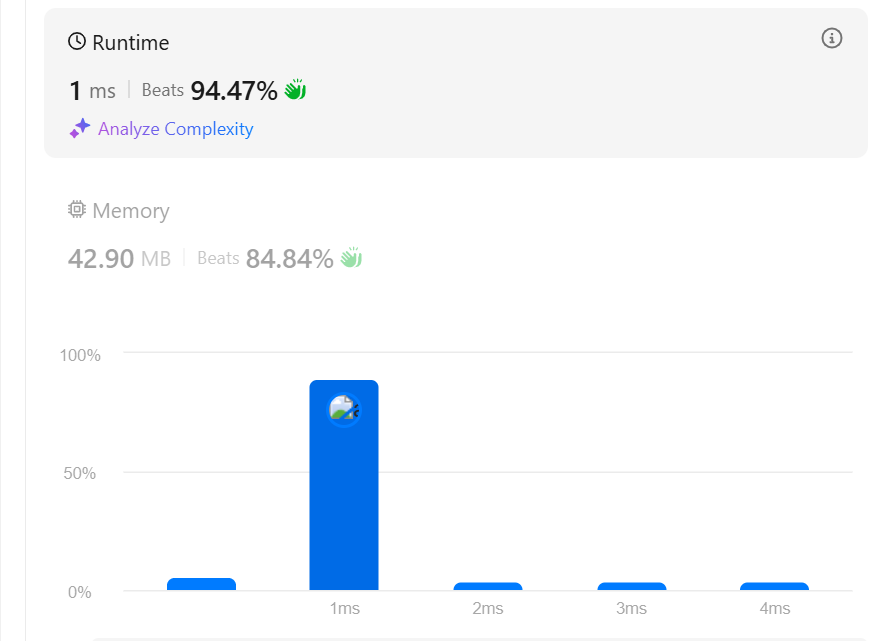 Runtime
1 ms | Beats 94.47%
Analyze Complexity
Memory
42.90 MB | Beats 84.84%
100%
50%
0%
1ms 2ms 3ms 4ms